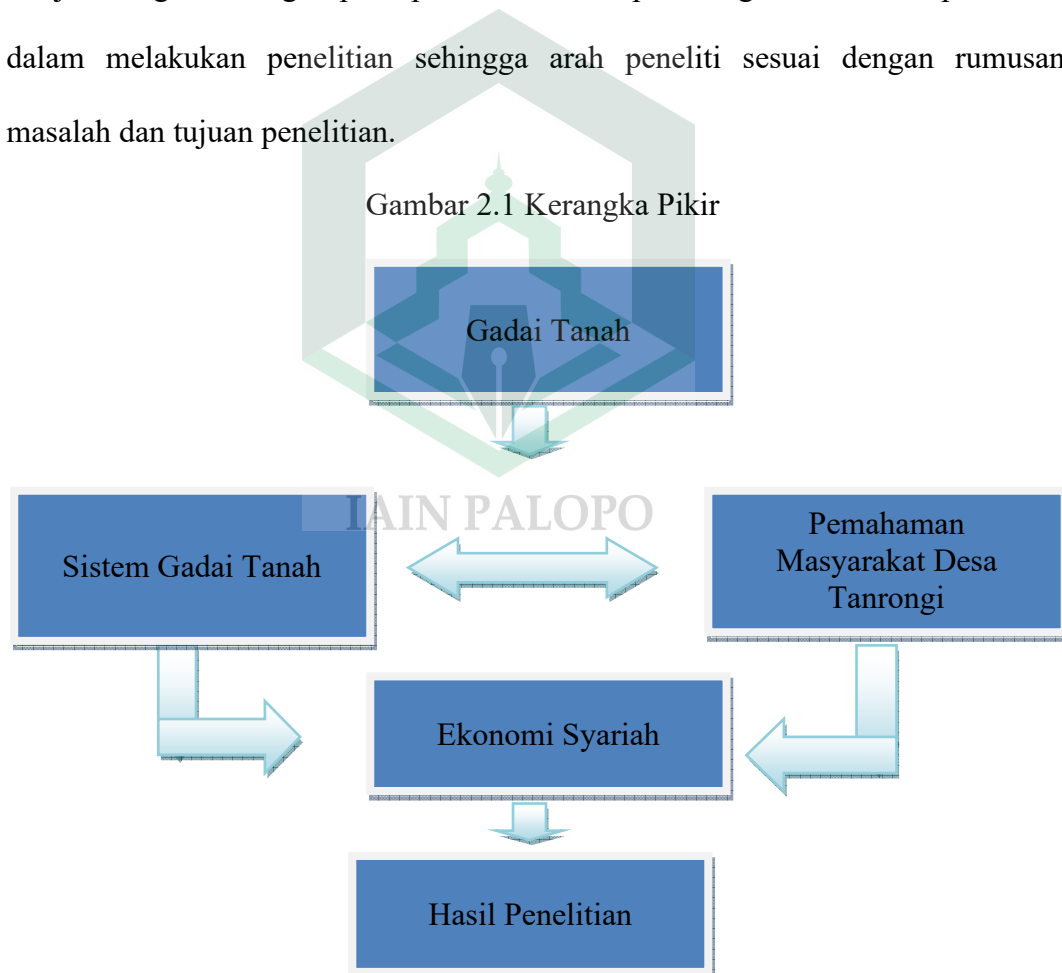 dalam melakukan penelitian sehingga arah peneliti sesuai dengan rumusan
masalah dan tujuan penelitian.
Gambar 2.1 Kerangka Pikir
Gadai Tanah
IAIN PALOPO
Sistem Gadai Tanah
Pemahaman
Masyarakat Desa
Tanrongi
Ekonomi Syariah
Hasil Penelitian